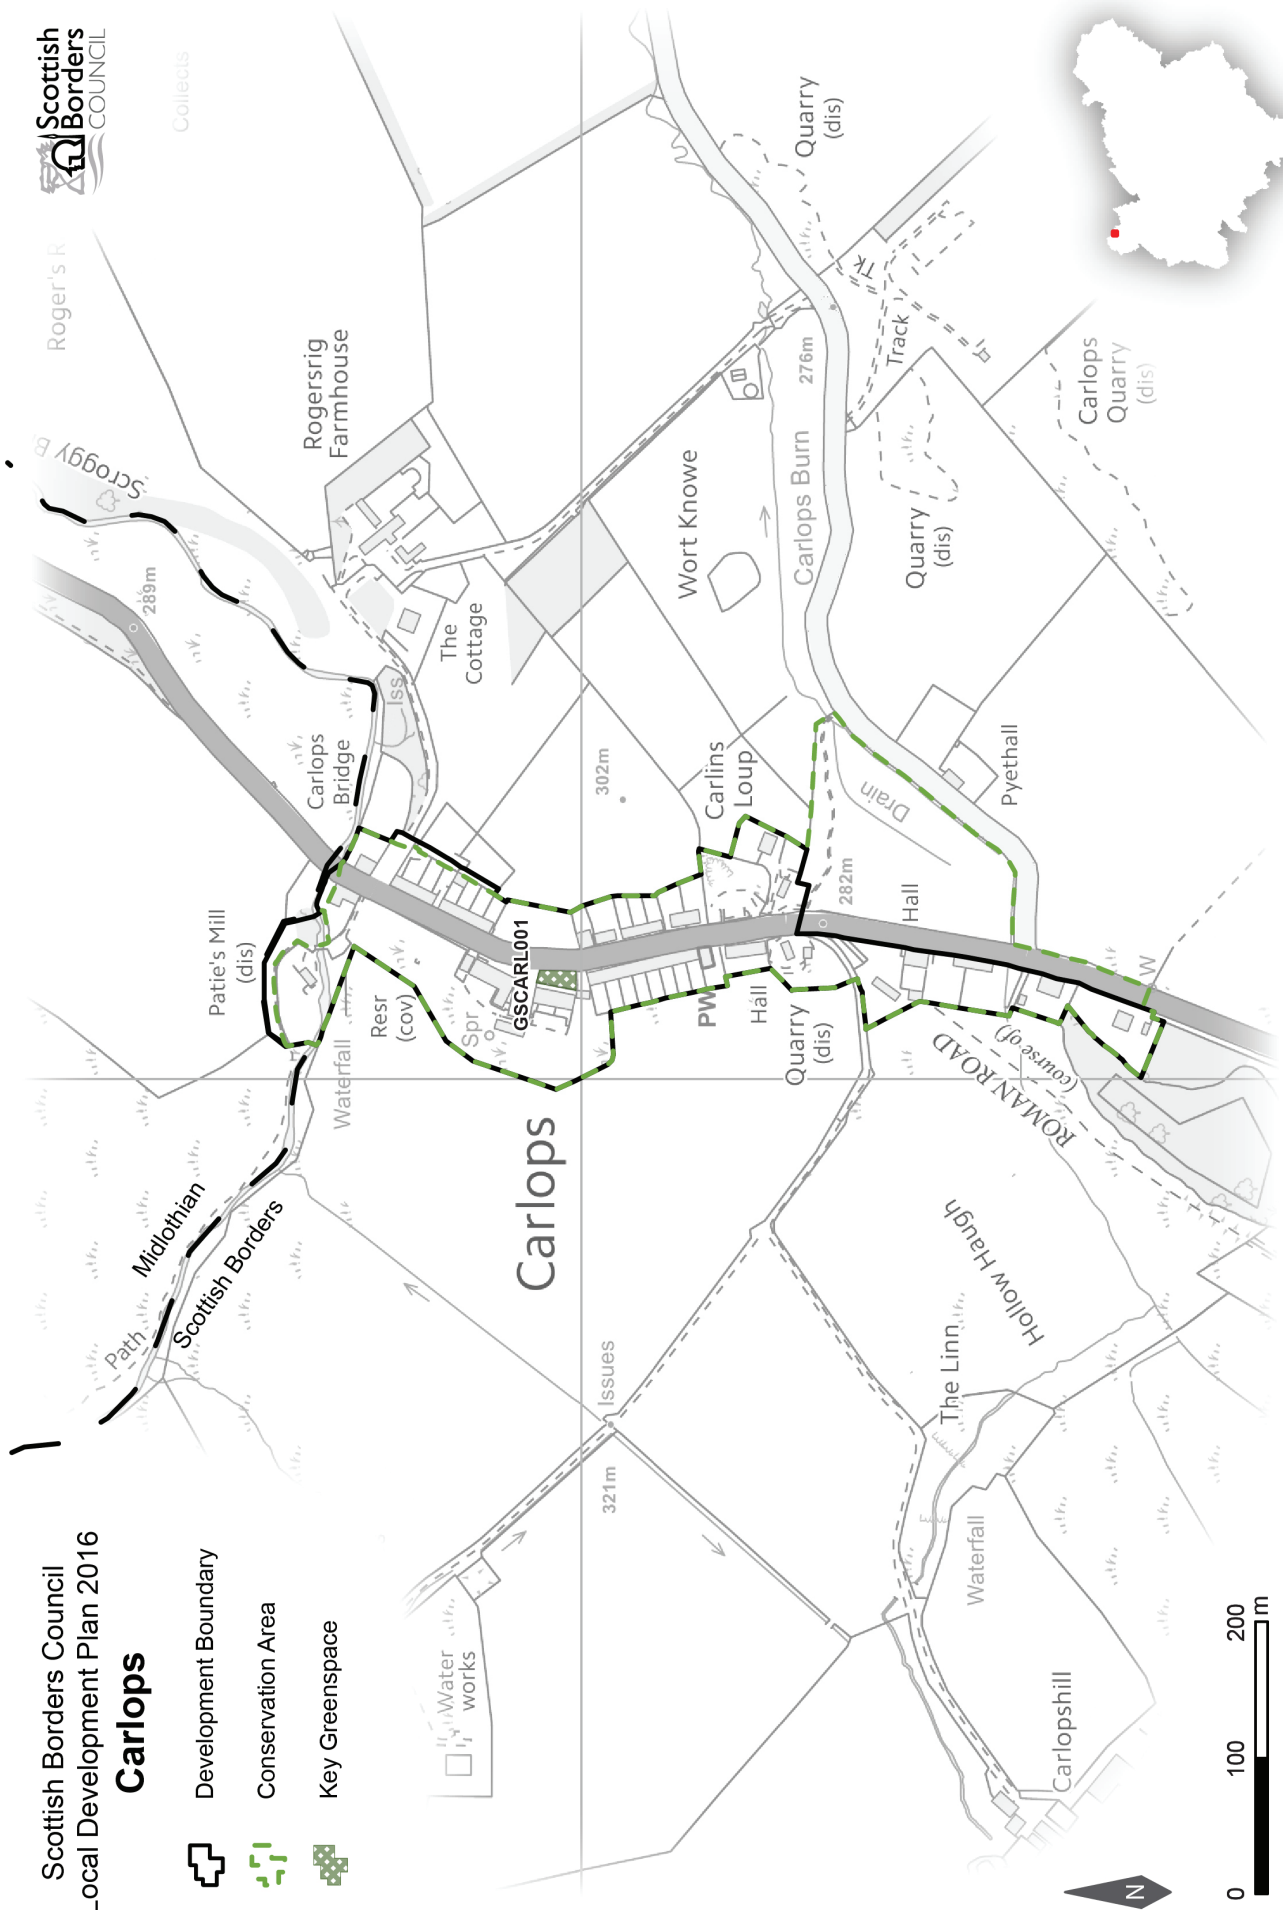 Scottish Borders Council
Local Development Plan 2016
Carlops
Development Boundary
Conservation Area
Key Greenspace
Scottish
Borders
COUNCIL
Collects
Roger's R
Scroggy B
289m
Rogersrig
Farmhouse
The
Cottage
Iss
Carlops
Bridge
Patie's Mill
(dis)
Waterfall
Resr
(cov)
Spr
GSCARL001
Midlothian
Scottish Borders
Path
Carlops
302m
Wort Knowe
Carlops Burn
276m
Quarry
(dis)
Tk
Track
Quarry
(dis)
Carlops
Quarry
(dis)
Carlins
Loup
Drain
Pyethall
282m
Hall
PW
Hall
Quarry
(dis)
W
ROMAN ROAD
(course of)
Hollow Haugh
The Linn
Waterfall
Issues
321m
Water
works
Carlopshill
N
0
100
200
m